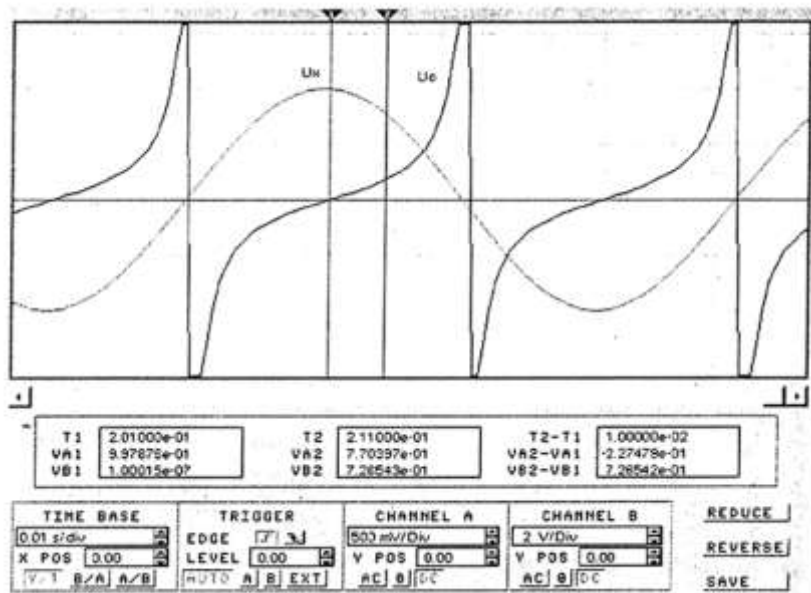 Ux Uo
T1 2.01000e-01 T2 2.11000e-01 T2-T1 1.00000e-02
VA1 9.97876e-01 VA2 7.70397e-01 VA2-VA1 -2.27479e-01
VB1 1.00015e-07 VB2 7.26543e-01 VB2-VB1 7.26542e-01
TIME BASE TRIGGER CHANNEL A CHANNEL B REDUCE
0.01 s/div EDGE 500 mV/Div 2 V/Div
X POS 0.00 LEVEL 0.00 Y POS 0.00 Y POS 0.00 REVERSE
Y/T B/A A/B AUTO A B EXT AC 0 DC AC 0 DC SAVE